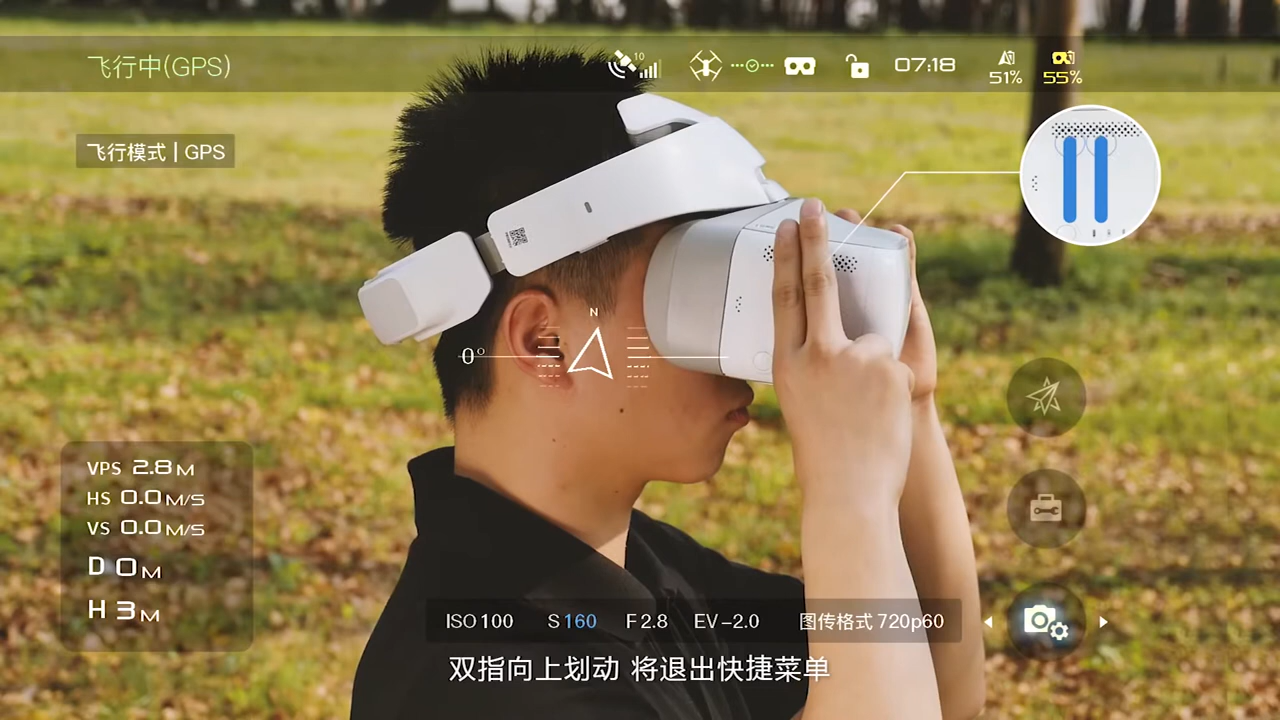 飞行中(GPS)
10
07:18
51%
55%
飞行模式 | GPS
N
0°
VPS 2.8M
HS 0.0M/S
VS 0.0M/S
D 0M
H 3M
ISO100 S 160 F 2.8 EV -2.0 图传格式 720p60
双指向上划动 将退出快捷菜单